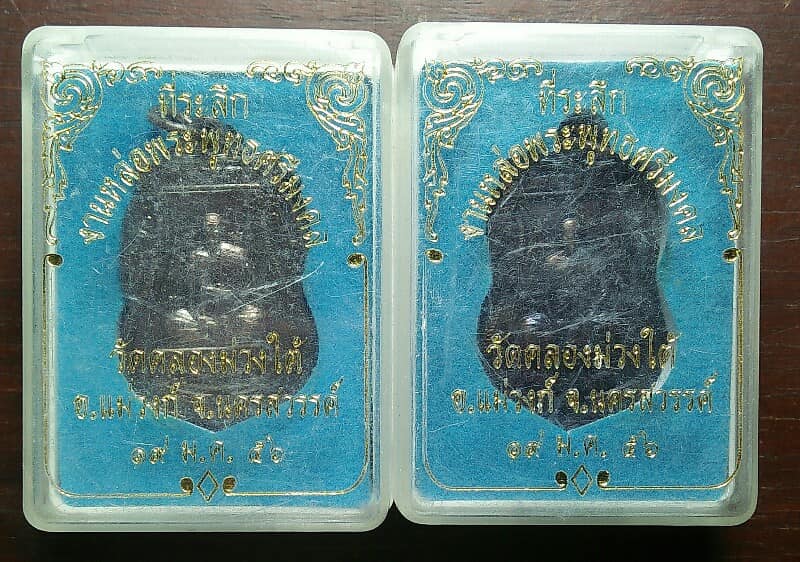 ที่ระลึก
งานหล่อพระพุทธศรีมงคล
วัดคลองม่วงใต้
อ.แม่วงก์ จ.นครสวรรค์
๑๙ ม.ค. ๕๖
ที่ระลึก
งานหล่อพระพุทธศรีมงคล
วัดคลองม่วงใต้
อ.แม่วงก์ จ.นครสวรรค์
๑๙ ม.ค. ๕๖